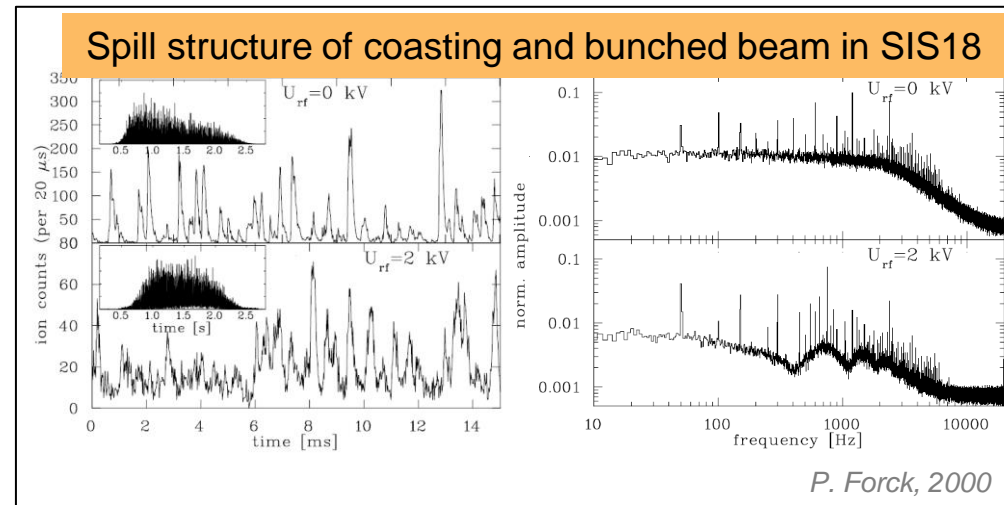 Spill structure of coasting and bunched beam in SIS18
350
300
250
200
150
100
50
80
60
40
20
0
ion counts (per 20 μs)
U_rf=0 kV
0.5 1.0 1.5 2.0 2.5
U_rf=2 kV
0.5 1.0 1.5 2.0 2.5
time [s]
0 2 4 6 8 10 12 14
time [ms]
norm. amplitude
0.1
0.01
0.001
U_rf=0 kV
0.1
0.01
0.001
U_rf=2 kV
10 100 1000 10000
frequency [Hz]
P. Forck, 2000